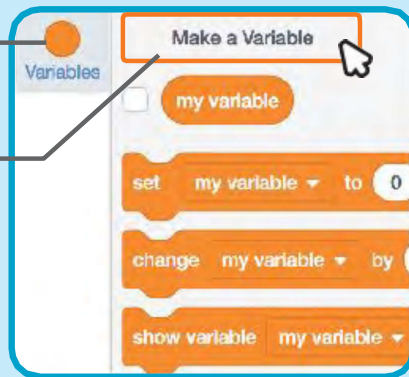 Make a Variable
Variables
my variable
set my variable to 0
change my variable by
show variable my variable